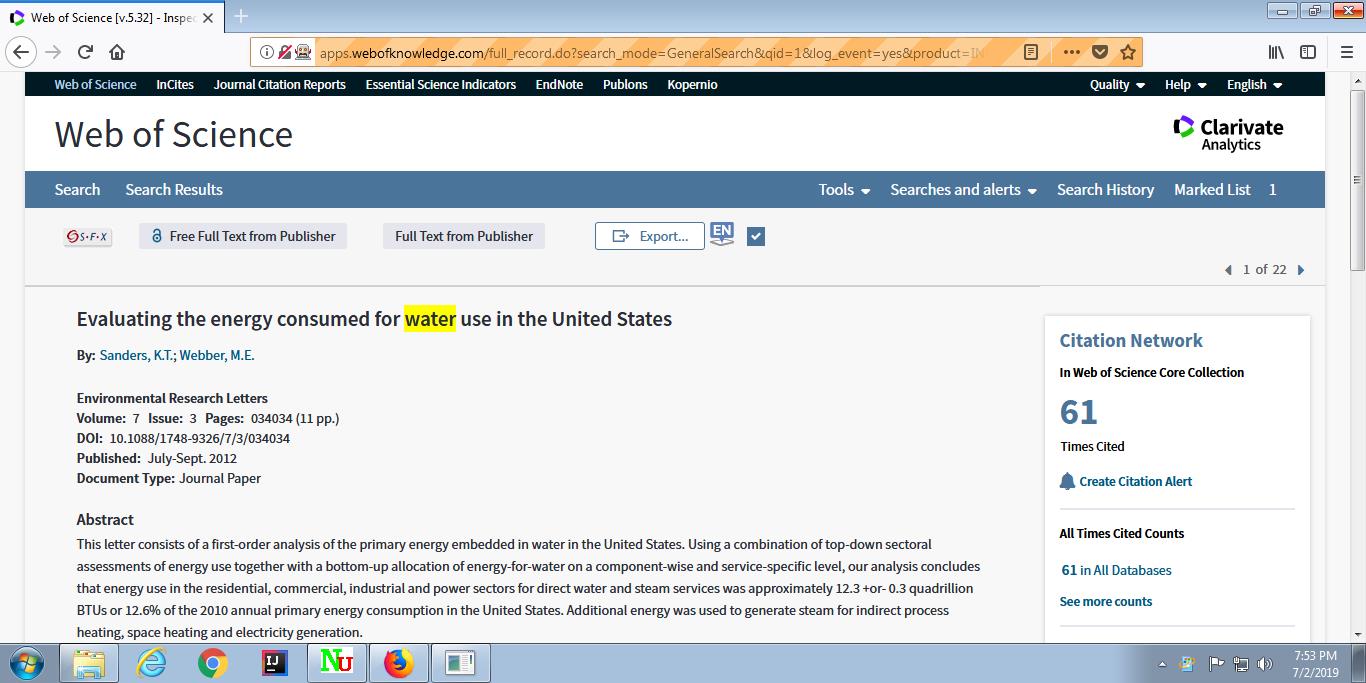 Web of Science [v.5.32] - Inspec
apps.webofknowledge.com/full_record.do?search_mode=GeneralSearch&qid=1&log_event=yes&product=IN
Web of Science InCites Journal Citation Reports Essential Science Indicators EndNote Publons Kopernio Quality Help English
Web of Science
Clarivate
Analytics
Search Search Results Tools Searches and alerts Search History Marked List 1
S·F·X Free Full Text from Publisher Full Text from Publisher Export... EN
1 of 22
Evaluating the energy consumed for water use in the United States
By: Sanders, K.T.; Webber, M.E.
Environmental Research Letters
Volume: 7 Issue: 3 Pages: 034034 (11 pp.)
DOI: 10.1088/1748-9326/7/3/034034
Published: July-Sept. 2012
Document Type: Journal Paper
Abstract
This letter consists of a first-order analysis of the primary energy embedded in water in the United States. Using a combination of top-down sectoral
assessments of energy use together with a bottom-up allocation of energy-for-water on a component-wise and service-specific level, our analysis concludes
that energy use in the residential, commercial, industrial and power sectors for direct water and steam services was approximately 12.3 +or- 0.3 quadrillion
BTUs or 12.6% of the 2010 annual primary energy consumption in the United States. Additional energy was used to generate steam for indirect process
heating, space heating and electricity generation.
Citation Network
In Web of Science Core Collection
61
Times Cited
Create Citation Alert
All Times Cited Counts
61 in All Databases
See more counts
IJ
NU
7:53 PM
7/2/2019